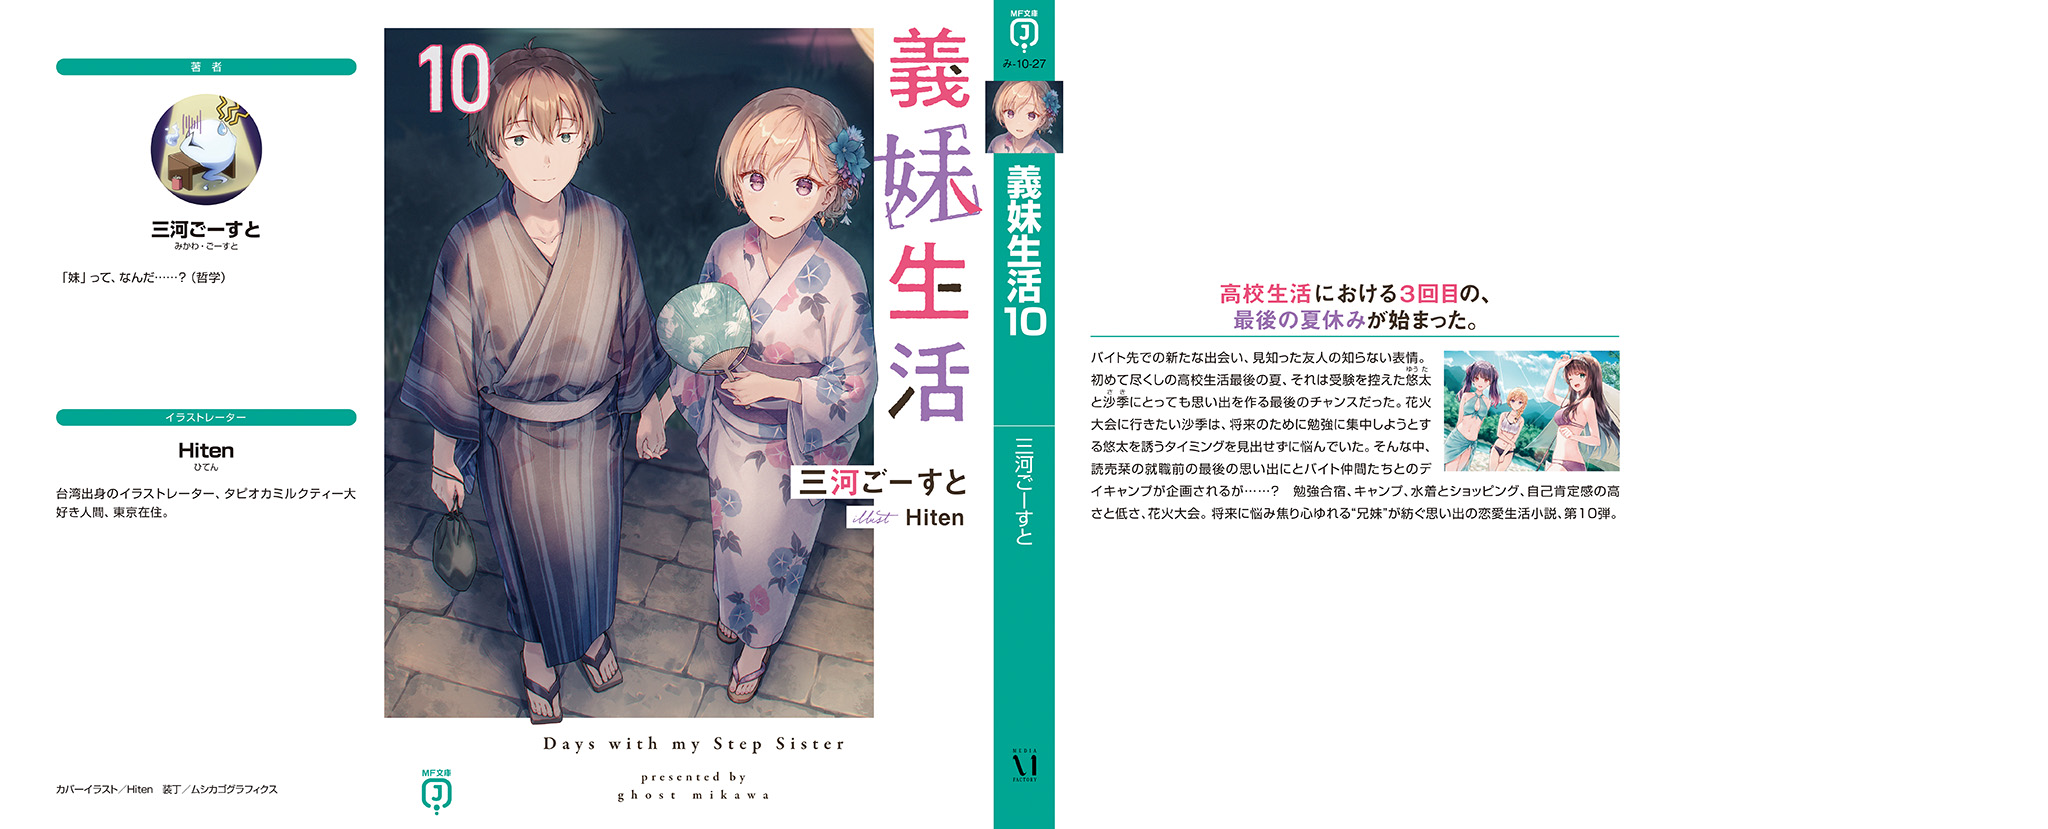 著者
三河ごーすと
みかわ・ごーすと
「妹」って、なんだ……?（哲学）
イラストレーター
Hiten
ひてん
台湾出身のイラストレーター、タピオカミルクティー大
好き人間、東京在住。
カバーイラスト／Hiten 装丁／ムシカゴグラフィクス
10
義妹生活
三河ごーすと
illust Hiten
Days with my Step Sister
presented by
ghost mikawa
MF文庫
J
MF文庫
J
み-10-27
義妹生活10
三河ごーすと
MEDIA
FACTORY
高校生活における3回目の、
最後の夏休みが始まった。
バイト先での新たな出会い、見知った友人の知らない表情。
ゆうた
初めて尽くしの高校生活最後の夏、それは受験を控えた悠太
さき
と沙季にとっても思い出を作る最後のチャンスだった。花火
大会に行きたい沙季は、将来のために勉強に集中しようとす
る悠太を誘うタイミングを見出せずに悩んでいた。そんな中、
読売栞の就職前の最後の思い出にとバイト仲間たちとのデ
イキャンプが企画されるが……? 勉強合宿、キャンプ、水着とショッピング、自己肯定感の高
さと低さ、花火大会。将来に悩み焦り心ゆれる“兄妹”が紡ぐ思い出の恋愛生活小説、第10弾。